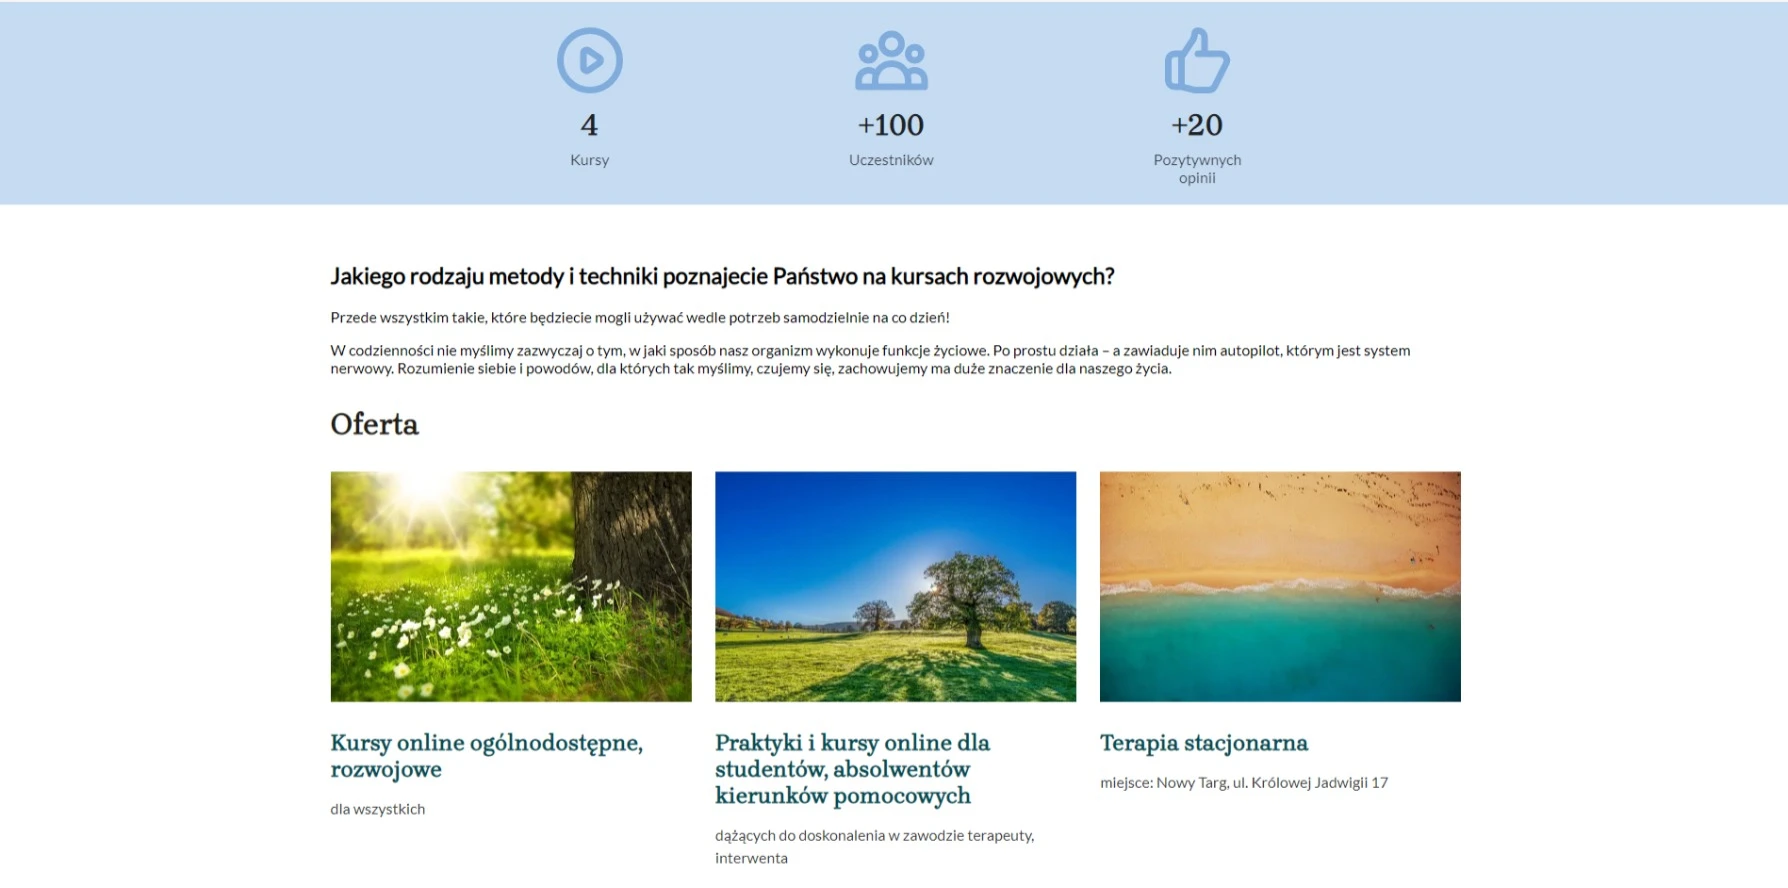 4
Kursy
+100
Uczestników
+20
Pozytywnych
opinii
Jakiego rodzaju metody i techniki poznajecie Państwo na kursach rozwojowych?
Przede wszystkim takie, które będziecie mogli używać wedle potrzeb samodzielnie na co dzień!
W codzienności nie myślimy zazwyczaj o tym, w jaki sposób nasz organizm wykonuje funkcje życiowe. Po prostu działa – a zawiaduje nim autopilot, którym jest system
nerwowy. Rozumienie siebie i powodów, dla których tak myślimy, czujemy się, zachowujemy ma duże znaczenie dla naszego życia.
Oferta
Kursy online ogólnodostępne,
rozwojowe
dla wszystkich
Praktyki i kursy online dla
studentów, absolwentów
kierunków pomocowych
dążących do doskonalenia w zawodzie terapeuty,
interwenta
Terapia stacjonarna
miejsce: Nowy Targ, ul. Królowej Jadwigii 17